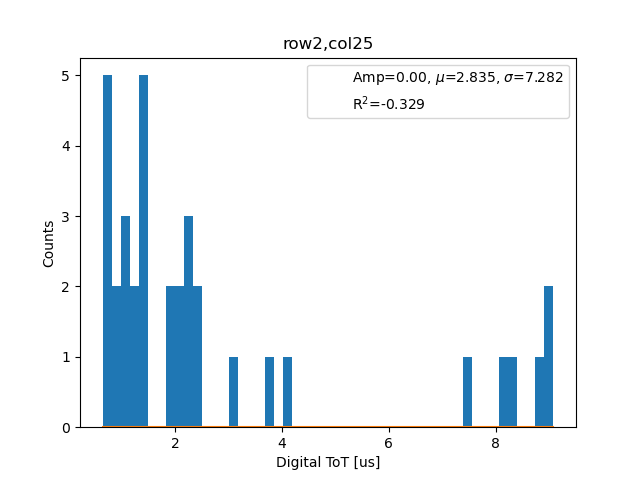 row2,col25
Amp=0.00, μ=2.835, σ=7.282
R²=-0.329
Counts
5
4
3
2
1
0
2
4
6
8
Digital ToT [us]